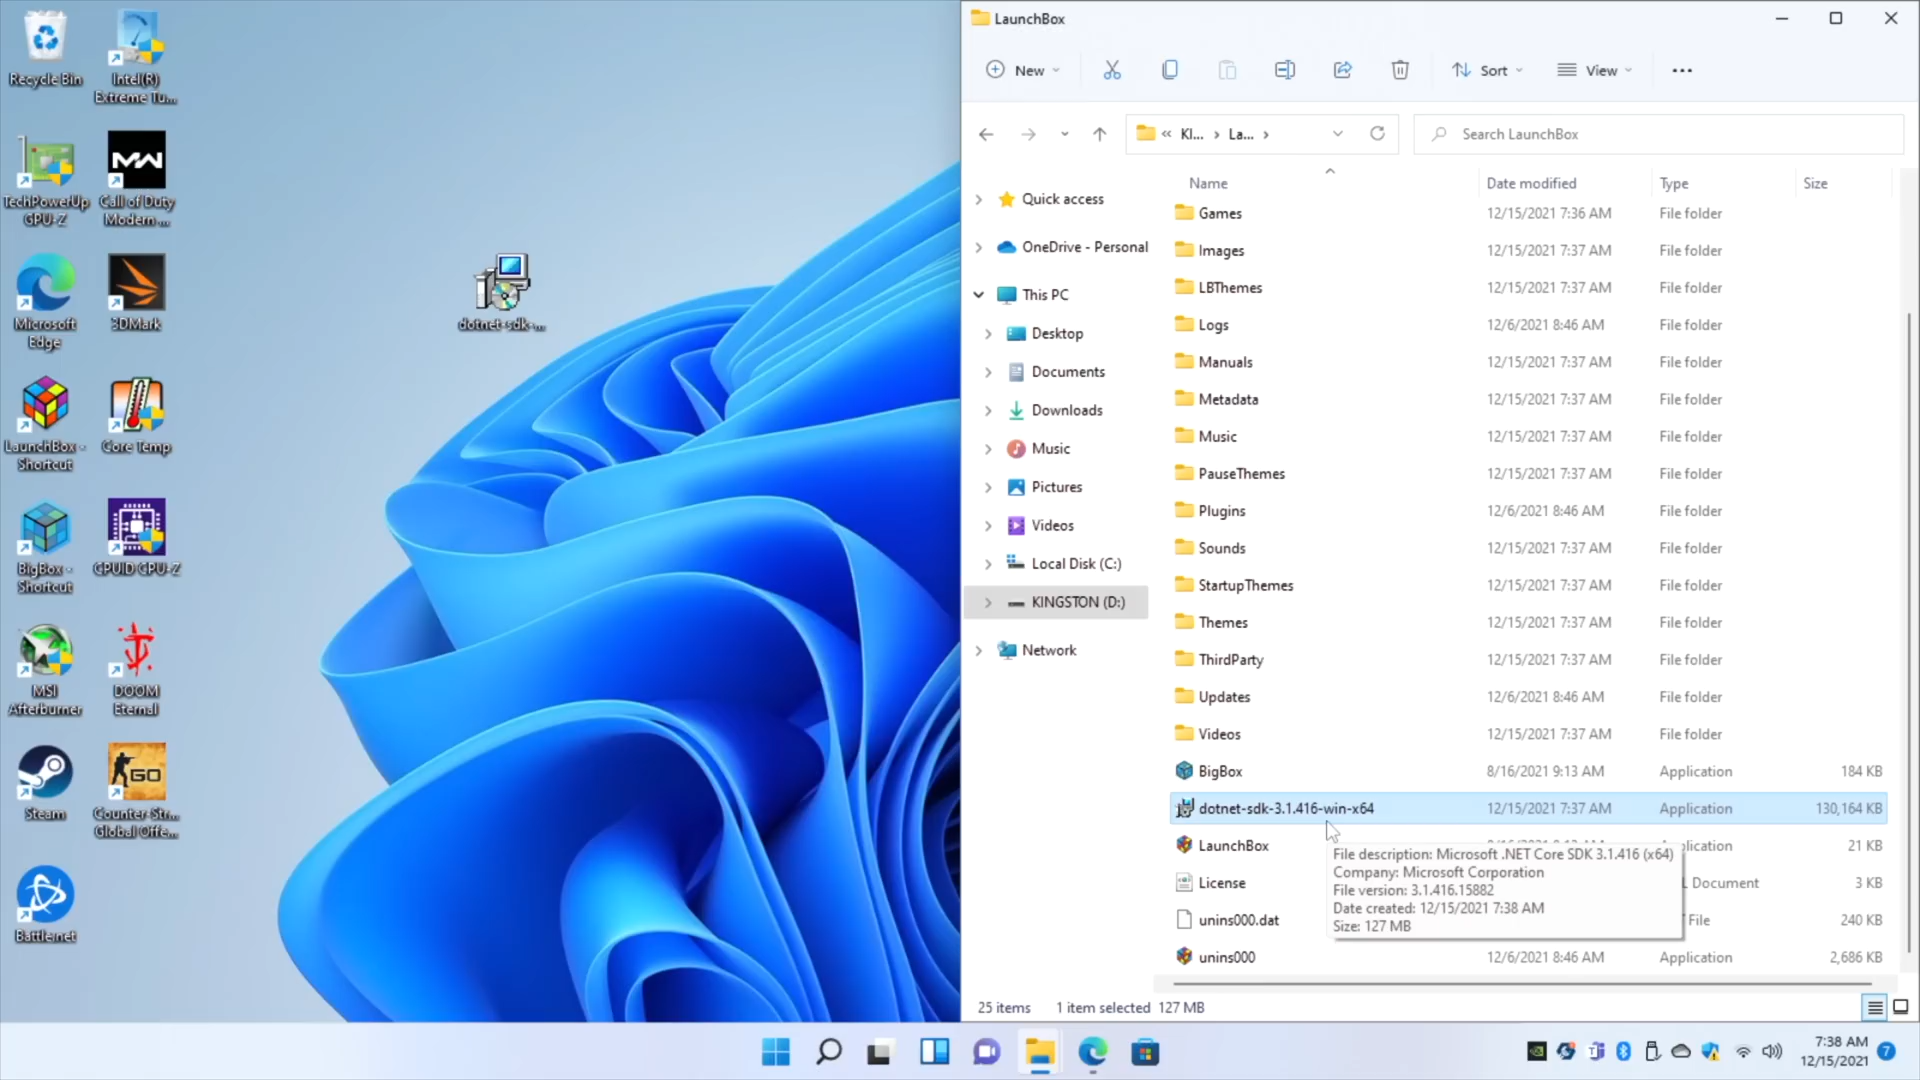 Recycle Bin
Intel(R)
Extreme Tu...
TechPowerUp
GPU-Z
MW
Call of Duty
Modern ...
Microsoft
Edge
3DMark
LaunchBox -
Shortcut
Core Temp
BigBox -
Shortcut
CPUID CPU-Z
MSI
Afterburner
DOOM
Eternal
Steam
GO
Counter-Str...
Global Offe...
Battle.net
dotnet-sdk-...
LaunchBox
New
Sort
View
KI...
La...
Search LaunchBox
Quick access
OneDrive - Personal
This PC
Desktop
Documents
Downloads
Music
Pictures
Videos
Local Disk (C:)
KINGSTON (D:)
Network
Name Date modified Type Size
Games 12/15/2021 7:36 AM File folder
Images 12/15/2021 7:37 AM File folder
LBThemes 12/15/2021 7:37 AM File folder
Logs 12/6/2021 8:46 AM File folder
Manuals 12/15/2021 7:37 AM File folder
Metadata 12/15/2021 7:37 AM File folder
Music 12/15/2021 7:37 AM File folder
PauseThemes 12/15/2021 7:37 AM File folder
Plugins 12/6/2021 8:46 AM File folder
Sounds 12/15/2021 7:37 AM File folder
StartupThemes 12/15/2021 7:37 AM File folder
Themes 12/15/2021 7:37 AM File folder
ThirdParty 12/15/2021 7:37 AM File folder
Updates 12/6/2021 8:46 AM File folder
Videos 12/15/2021 7:37 AM File folder
BigBox 8/16/2021 9:13 AM Application 184 KB
dotnet-sdk-3.1.416-win-x64 12/15/2021 7:37 AM Application 130,164 KB
LaunchBox plication 21 KB
License L Document 3 KB
unins000.dat File 240 KB
unins000 12/6/2021 8:46 AM Application 2,686 KB
File description: Microsoft .NET Core SDK 3.1.416 (x64)
Company: Microsoft Corporation
File version: 3.1.416.15882
Date created: 12/15/2021 7:38 AM
Size: 127 MB
25 items 1 item selected 127 MB
7:38 AM
12/15/2021
7